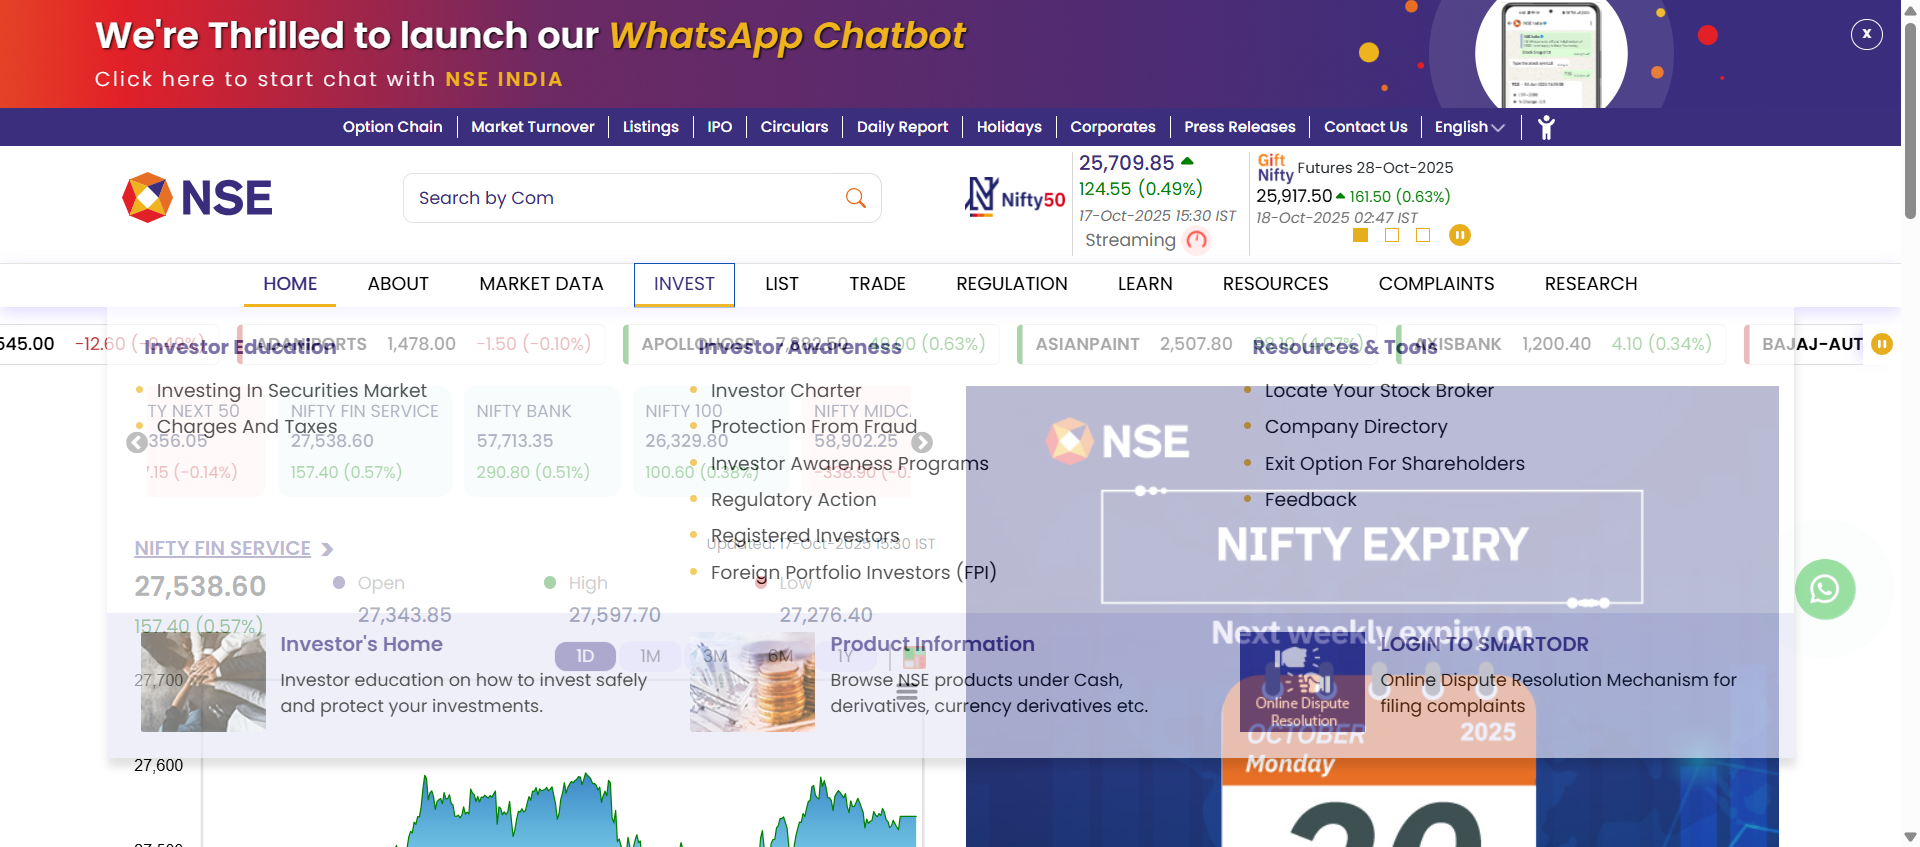 We're Thrilled to launch our WhatsApp Chatbot
Click here to start chat with NSE INDIA
x
Option Chain
Market Turnover
Listings
IPO
Circulars
Daily Report
Holidays
Corporates
Press Releases
Contact Us
English
NSE
Search by Com
Nifty50
25,709.85
124.55 (0.49%)
17-Oct-2025 15:30 IST
Streaming
Gift Nifty
Futures 28-Oct-2025
25,917.50 161.50 (0.63%)
18-Oct-2025 02:47 IST
HOME
ABOUT
MARKET DATA
INVEST
LIST
TRADE
REGULATION
LEARN
RESOURCES
COMPLAINTS
RESEARCH
545.00 -12.60
ADANIPORTS 1,478.00 -1.50 (-0.10%)
(0.63%)
ASIANPAINT 2,507.80
AXISBANK 1,200.40 4.10 (0.34%)
BAJAJ-AUT
Investor Education
Investing In Securities Market
Charges And Taxes
Investor Awareness
Investor Charter
Protection From Fraud
Investor Awareness Programs
Regulatory Action
Registered Investors
Foreign Portfolio Investors (FPI)
Resources & Tools
Locate Your Stock Broker
Company Directory
Exit Option For Shareholders
Feedback
TY NEXT 50
356.05
.15 (-0.14%)
NIFTY FIN SERVICE
27,538.60
157.40 (0.57%)
NIFTY BANK
57,713.35
290.80 (0.51%)
NIFTY 100
26,329.80
100.60 (0.38%)
NIFTY MIDC
58,902.25
-338.90 (-0.
NIFTY FIN SERVICE
Updated: 17-Oct-2025 15:30 IST
27,538.60
157.40 (0.57%)
Open
27,343.85
High
27,597.70
Low
27,276.40
1D
1M
3M
6M
1Y
27,700
27,600
NSE
NIFTY EXPIRY
Next weekly expiry on
OCTOBER 2025
Monday
20
Investor's Home
Investor education on how to invest safely
and protect your investments.
Product Information
Browse NSE products under Cash,
derivatives, currency derivatives etc.
Online Dispute
Resolution
LOGIN TO SMARTODR
Online Dispute Resolution Mechanism for
filing complaints